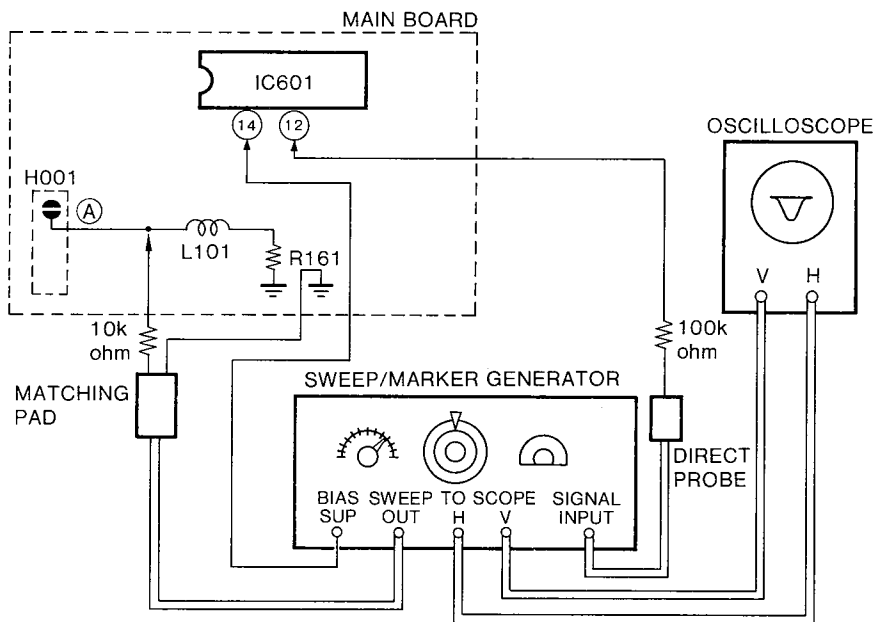 MAIN BOARD
IC601
14 12
OSCILLOSCOPE
H001
A
L101
R161
V H
10k
ohm
100k
ohm
MATCHING
PAD
SWEEP/MARKER GENERATOR
DIRECT
PROBE
BIAS SWEEP TO SCOPE SIGNAL
SUP OUT H V INPUT